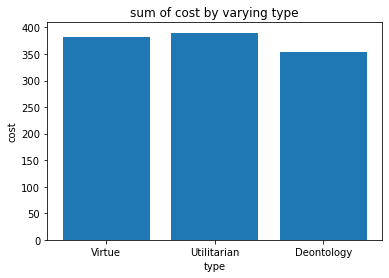 sum of cost by varying type
400
350
300
250
200
150
100
50
0
cost
Virtue
Utilitarian
Deontology
type